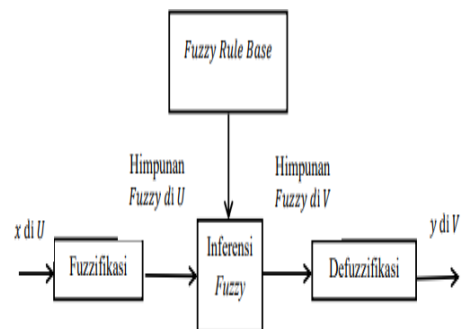 Fuzzy Rule Base
Himpunan
Fuzzy di U
Himpunan
Fuzzy di V
x di U
y di V
Fuzzifikasi
Inferensi
Fuzzy
Defuzzifikasi